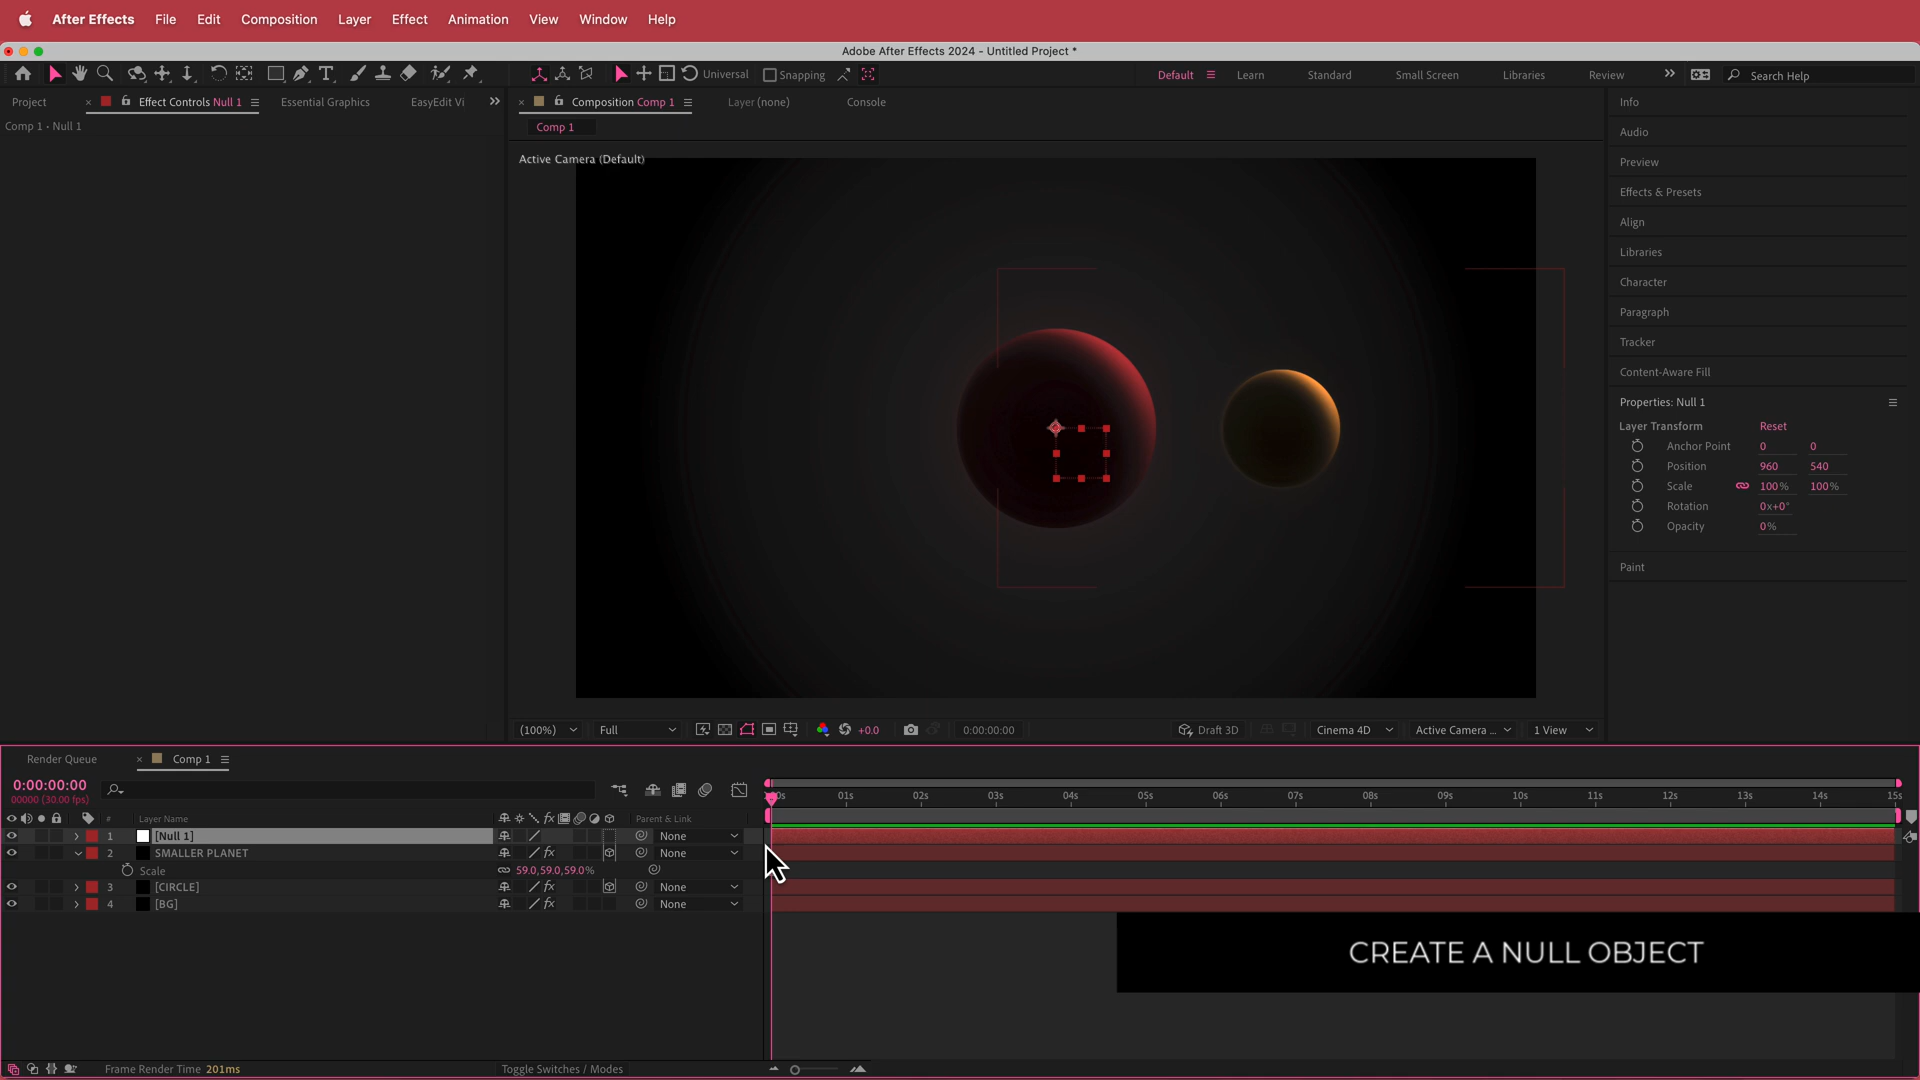 After Effects File Edit Composition Layer Effect Animation View Window Help
Adobe After Effects 2024 - Untitled Project *
Universal Snapping Default Learn Standard Small Screen Libraries Review Search Help
Project Effect Controls Null 1 Essential Graphics EasyEdit Vi Composition Comp 1 Layer (none) Console
Comp 1 • Null 1
Comp 1
Active Camera (Default)
Info
Audio
Preview
Effects & Presets
Align
Libraries
Character
Paragraph
Tracker
Content-Aware Fill
Properties: Null 1
Layer Transform Reset
Anchor Point 0 0
Position 960 540
Scale 100% 100%
Rotation 0x+0°
Opacity 0%
Paint
(100%) Full +0.0 0:00:00:00 Draft 3D Cinema 4D Active Camera ... 1 View
Render Queue Comp 1
0:00:00:00
00000 (30.00 fps)
01s 02s 03s 04s 05s 06s 07s 08s 09s 10s 11s 12s 13s 14s 15s
# Layer Name Parent & Link
1 [Null 1] None
2 SMALLER PLANET None
Scale 59.0,59.0,59.0%
3 [CIRCLE] None
4 [BG] None
CREATE A NULL OBJECT
Frame Render Time 201ms Toggle Switches / Modes